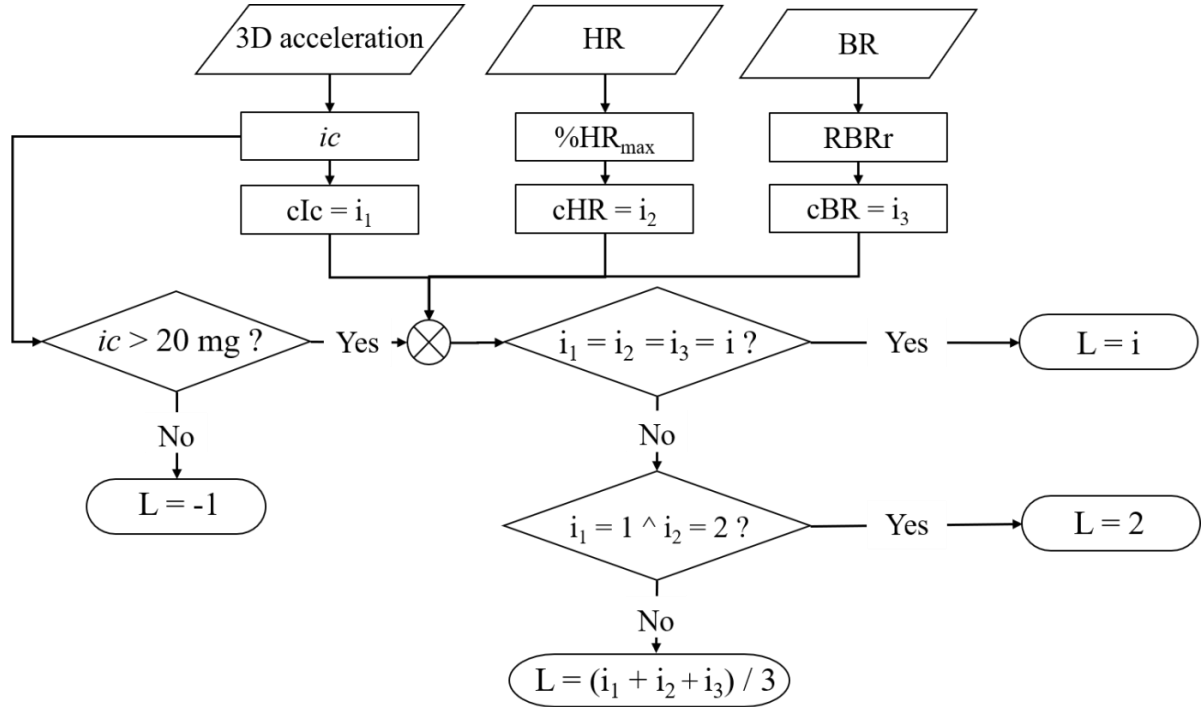 3D acceleration
HR
BR
ic
%HRmax
RBRr
cIc = i1
cHR = i2
cBR = i3
ic > 20 mg ?
Yes
i1 = i2 = i3 = i ?
Yes
L = i
No
No
L = -1
i1 = 1 ^ i2 = 2 ?
Yes
L = 2
No
L = (i1 + i2 + i3) / 3